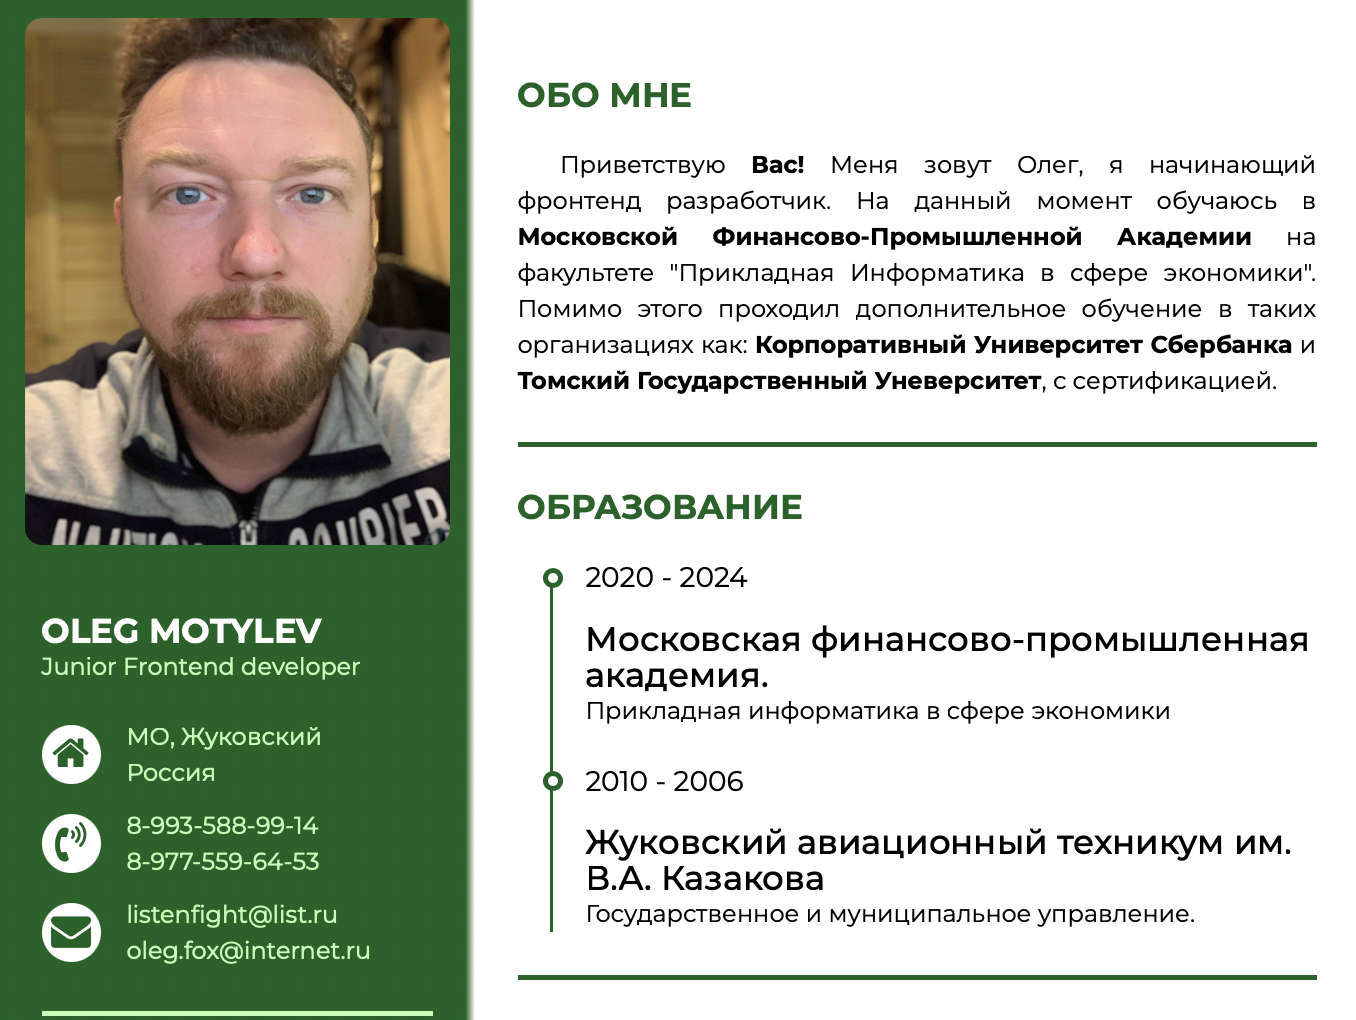 OLEG MOTYLEV
Junior Frontend developer
МО, Жуковский
Россия
8-993-588-99-14
8-977-559-64-53
listenfight@list.ru
oleg.fox@internet.ru
ОБО МНЕ
Приветствую Вас! Меня зовут Олег, я начинающий
фронтенд разработчик. На данный момент обучаюсь в
Московской Финансово-Промышленной Академии на
факультете "Прикладная Информатика в сфере экономики".
Помимо этого проходил дополнительное обучение в таких
организациях как: Корпоративный Университет Сбербанка и
Томский Государственный Уневерситет, с сертификацией.
ОБРАЗОВАНИЕ
2020 - 2024
Московская финансово-промышленная
академия.
Прикладная информатика в сфере экономики
2010 - 2006
Жуковский авиационный техникум им.
В.А. Казакова
Государственное и муниципальное управление.